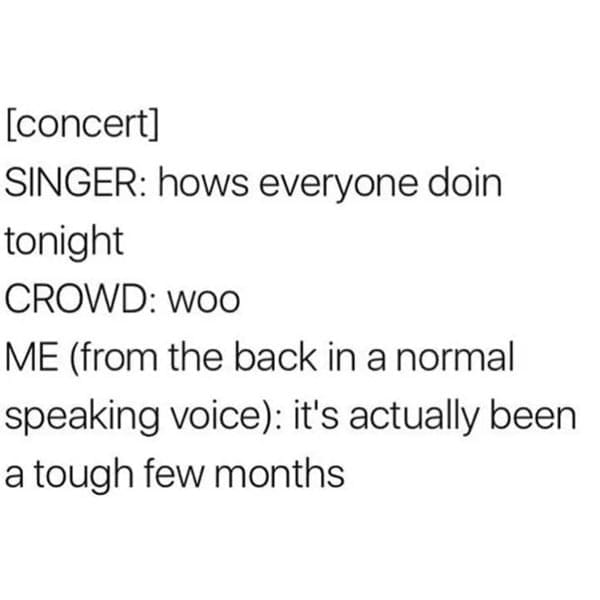 [concert]
SINGER: hows everyone doin
tonight
CROWD: woo
ME (from the back in a normal
speaking voice): it's actually been
a tough few months